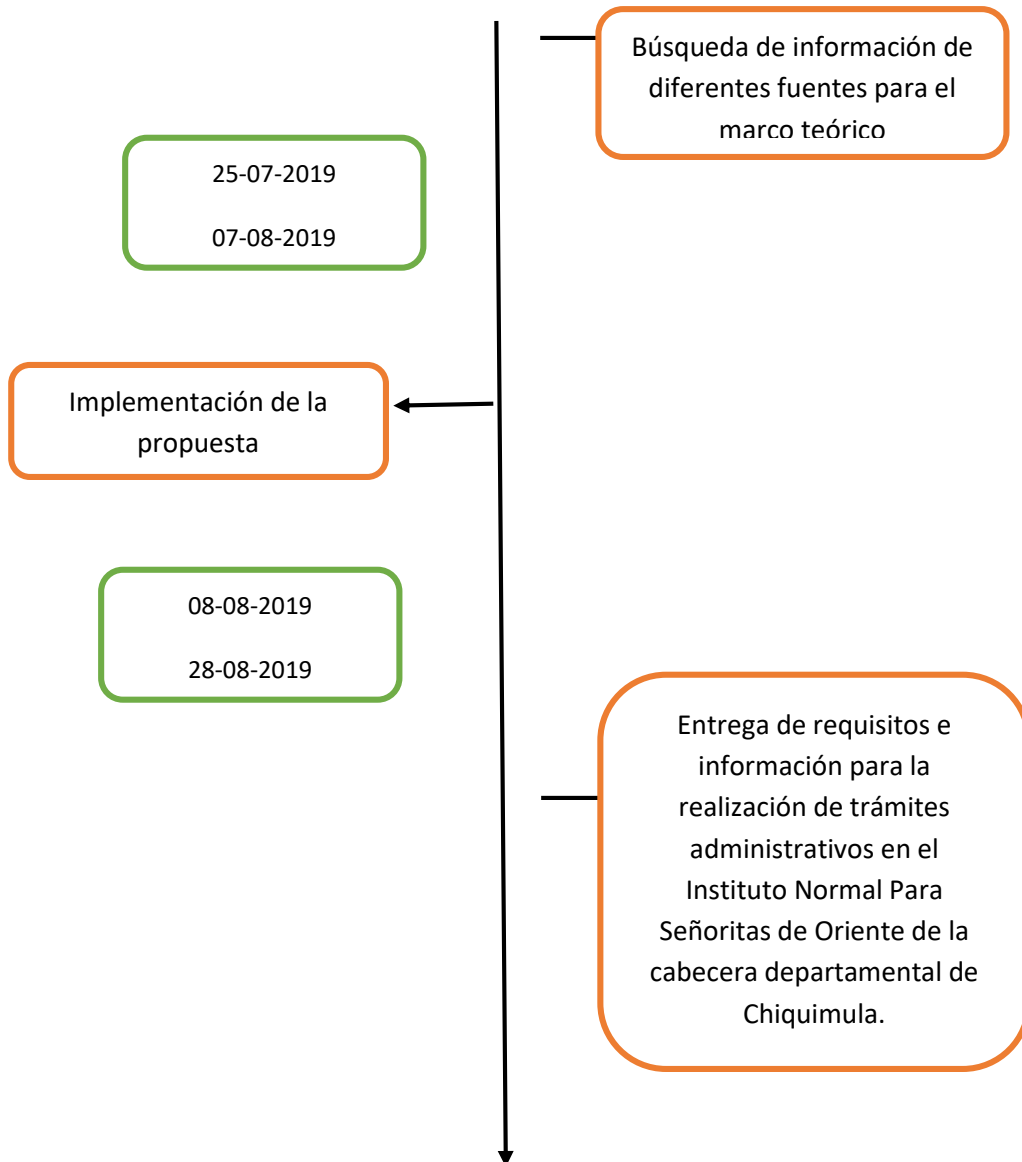 Búsqueda de información de
diferentes fuentes para el
marco teórico
25-07-2019
07-08-2019
Implementación de la
propuesta
08-08-2019
28-08-2019
Entrega de requisitos e
información para la
realización de trámites
administrativos en el
Instituto Normal Para
Señoritas de Oriente de la
cabecera departamental de
Chiquimula.